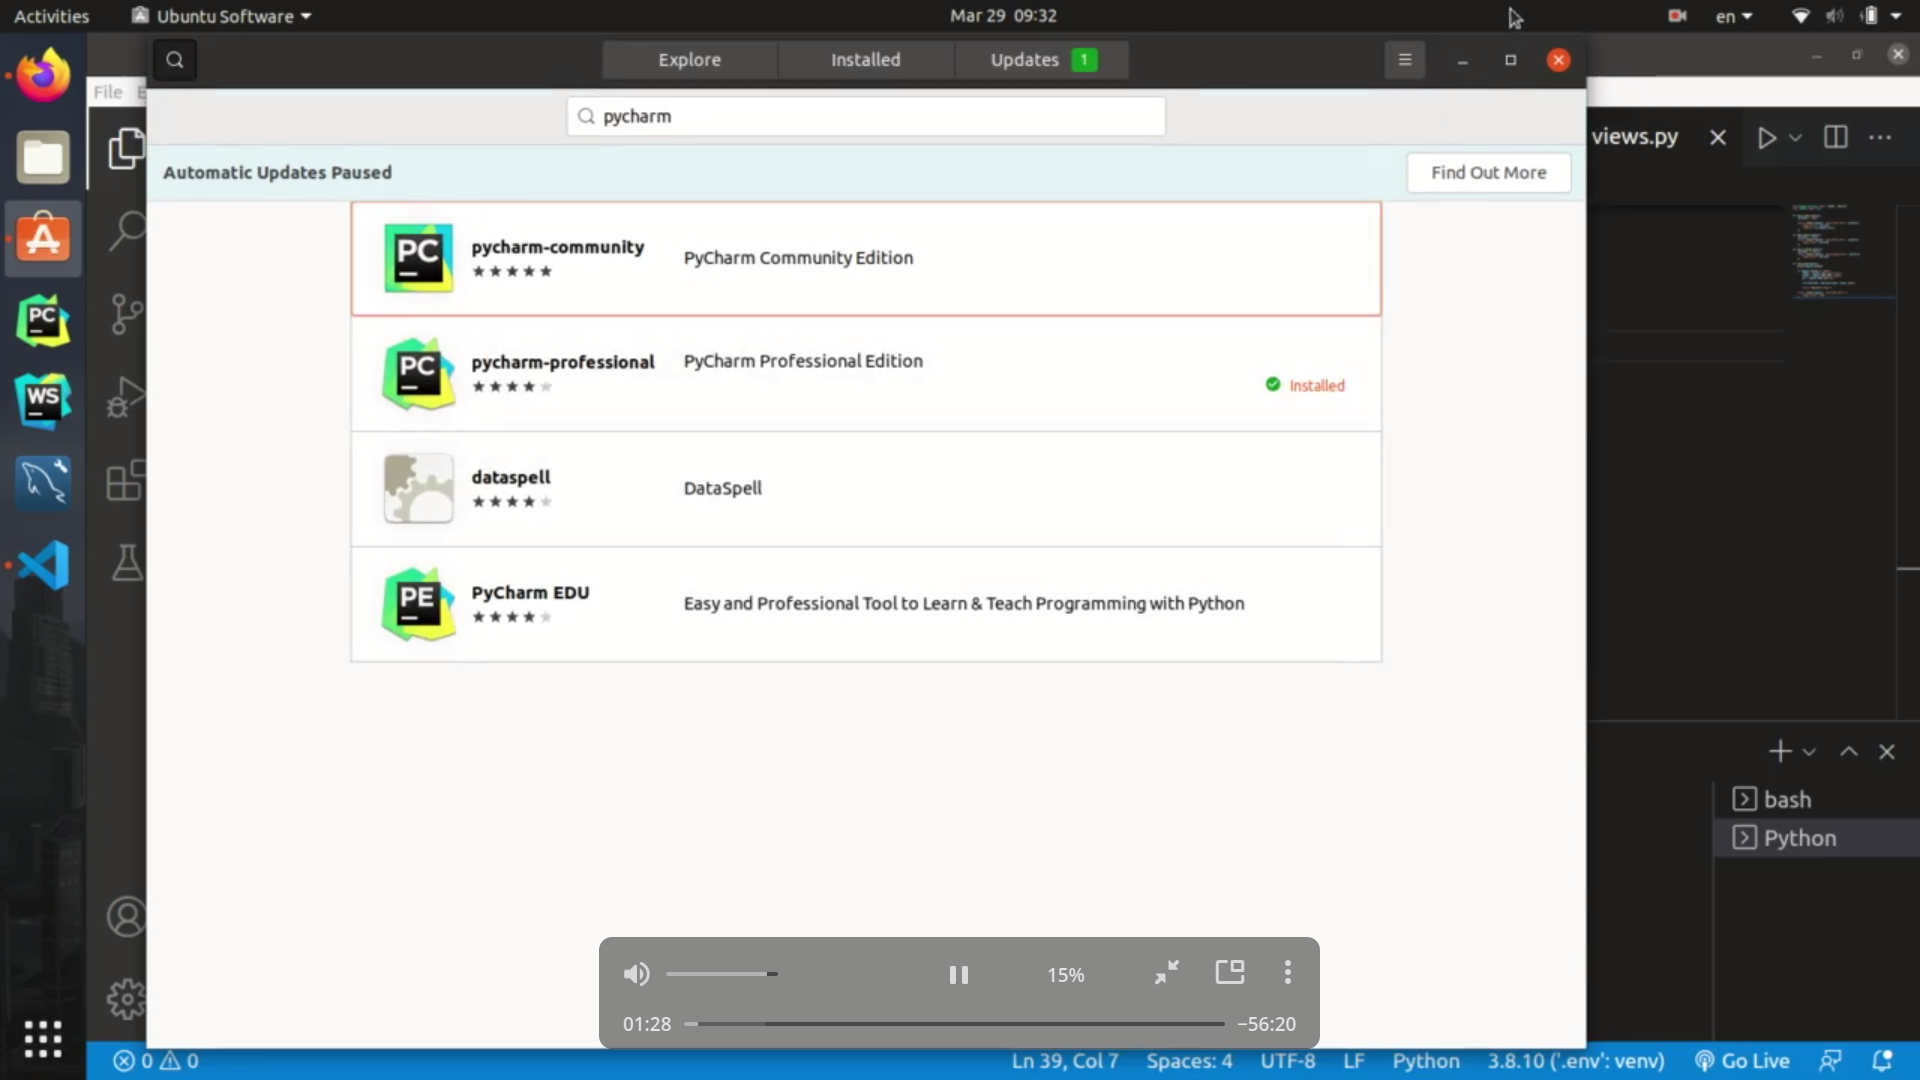 Activities
Ubuntu Software
Mar 29 09:32
en
Explore
Installed
Updates 1
File E
pycharm
views.py
Automatic Updates Paused
Find Out More
PC
pycharm-community
PyCharm Community Edition
PC
pycharm-professional
PyCharm Professional Edition
Installed
PC
WS
dataspell
DataSpell
PE
PyCharm EDU
Easy and Professional Tool to Learn & Teach Programming with Python
bash
Python
15%
01:28
−56:20
0 0
Ln 39, Col 7
Spaces: 4
UTF-8
LF
Python
3.8.10 ('.env': venv)
Go Live